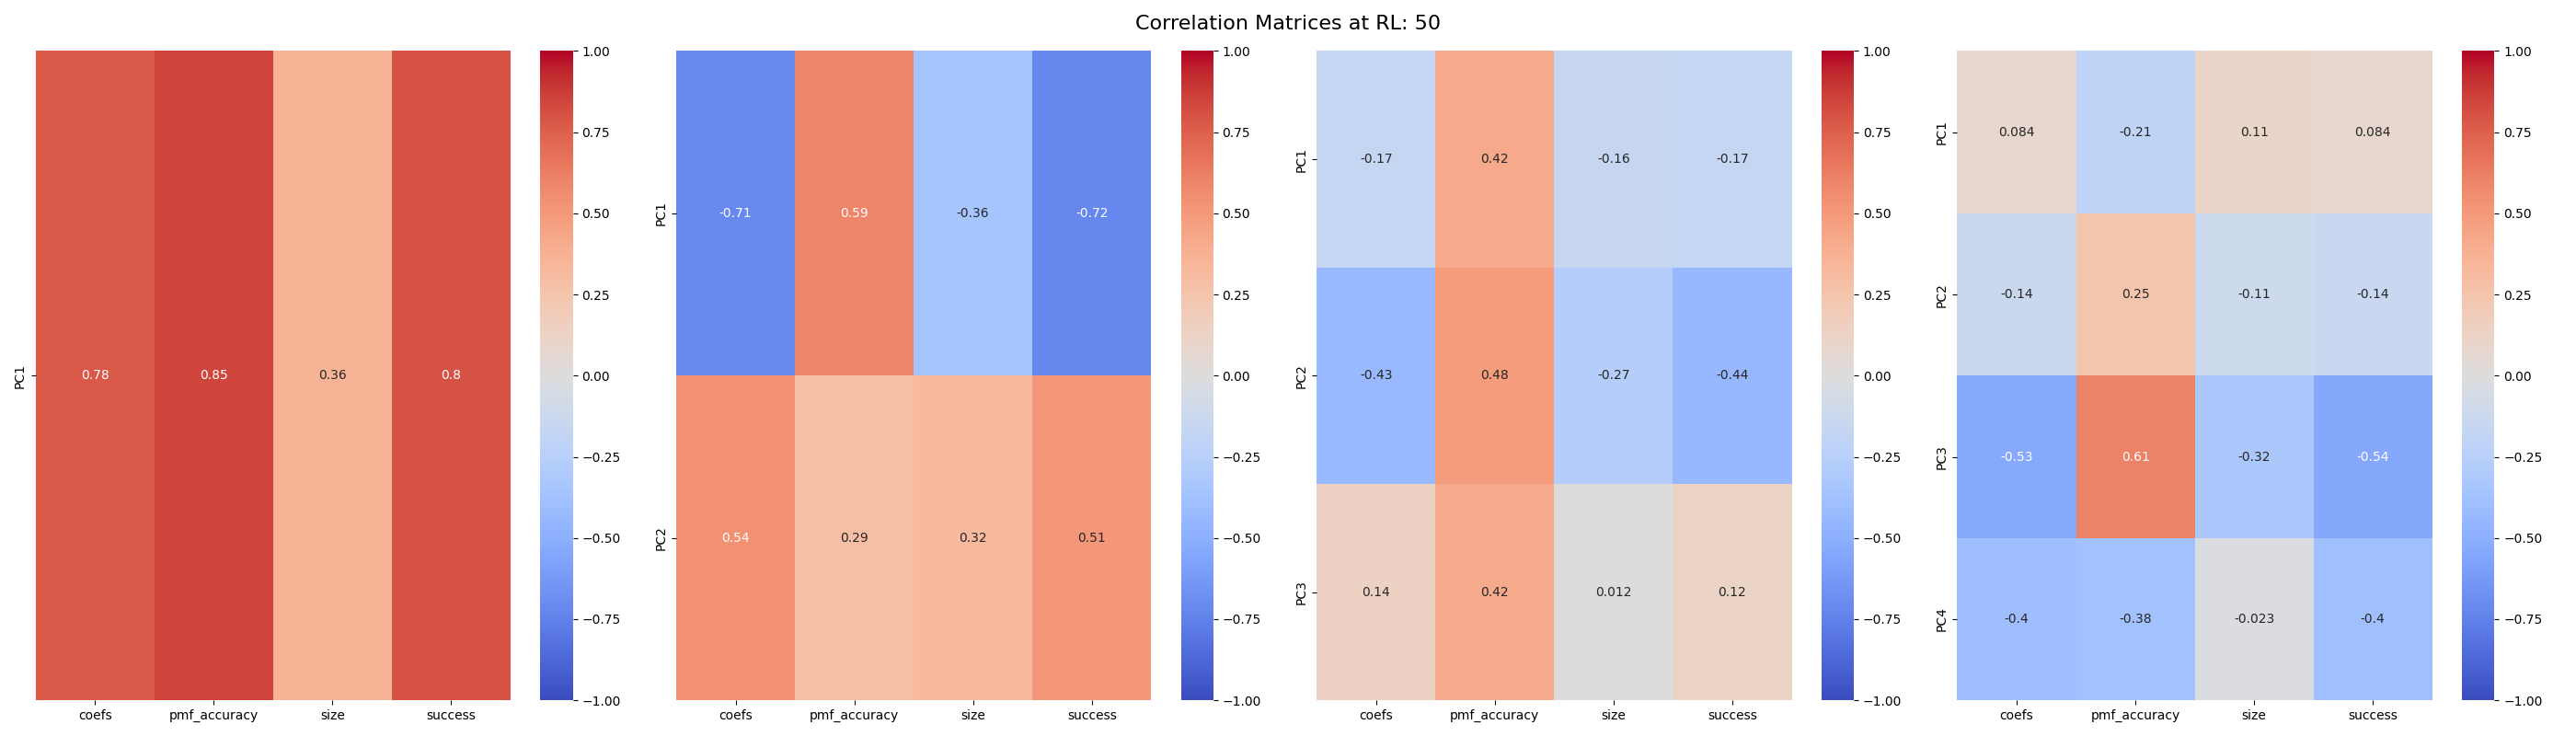 Correlation Matrices at RL: 50
PC1
0.78 0.85 0.36 0.8
coefs pmf_accuracy size success
1.00
0.75
0.50
0.25
0.00
−0.25
−0.50
−0.75
−1.00
PC1
-0.71 0.59 -0.36 -0.72
PC2
0.54 0.29 0.32 0.51
coefs pmf_accuracy size success
1.00
0.75
0.50
0.25
0.00
−0.25
−0.50
−0.75
−1.00
PC1
-0.17 0.42 -0.16 -0.17
PC2
-0.43 0.48 -0.27 -0.44
PC3
0.14 0.42 0.012 0.12
coefs pmf_accuracy size success
1.00
0.75
0.50
0.25
0.00
−0.25
−0.50
−0.75
−1.00
PC1
0.084 -0.21 0.11 0.084
PC2
-0.14 0.25 -0.11 -0.14
PC3
-0.53 0.61 -0.32 -0.54
PC4
-0.4 -0.38 -0.023 -0.4
coefs pmf_accuracy size success
1.00
0.75
0.50
0.25
0.00
−0.25
−0.50
−0.75
−1.00